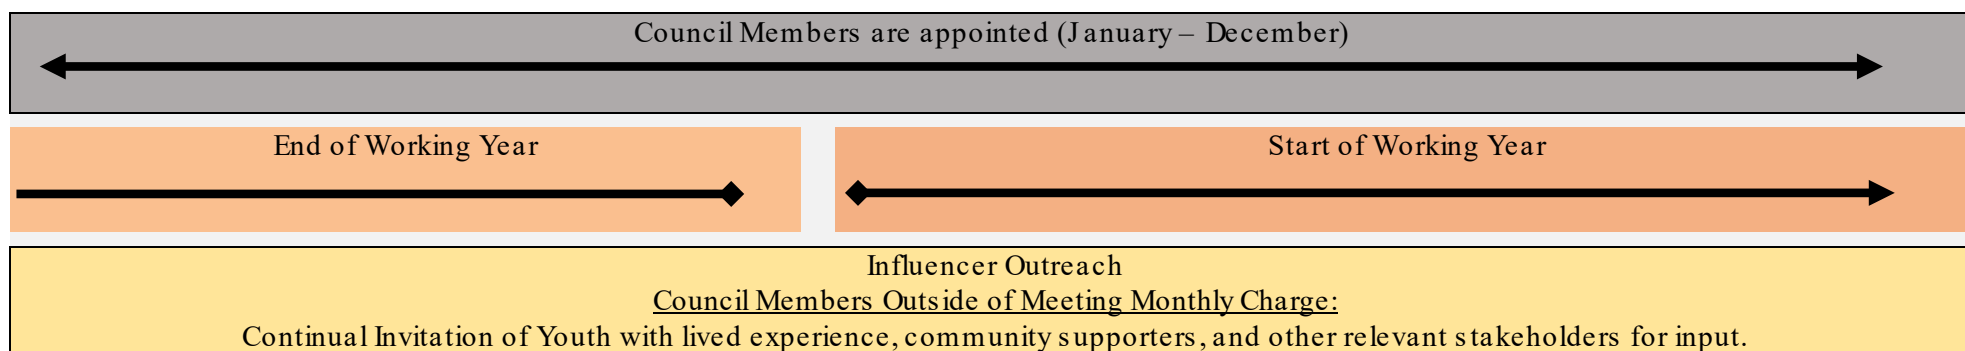 Council Members are appointed (January – December)
End of Working Year
Start of Working Year
Influencer Outreach
Council Members Outside of Meeting Monthly Charge:
Continual Invitation of Youth with lived experience, community supporters, and other relevant stakeholders for input.